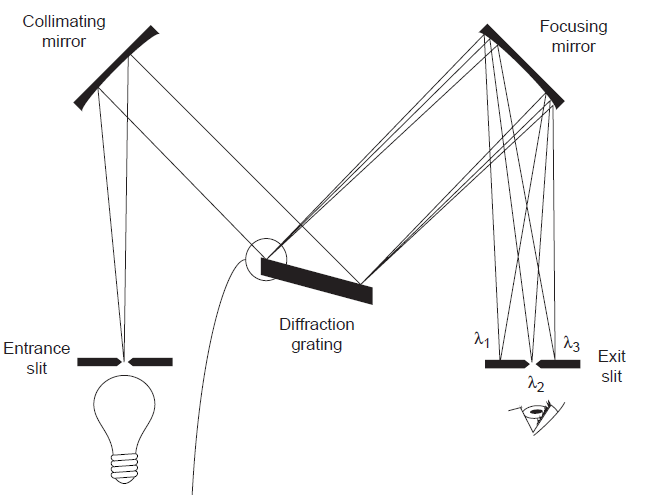 Collimating
mirror
Focusing
mirror
Diffraction
grating
Entrance
slit
λ1
λ3
Exit
slit
λ2